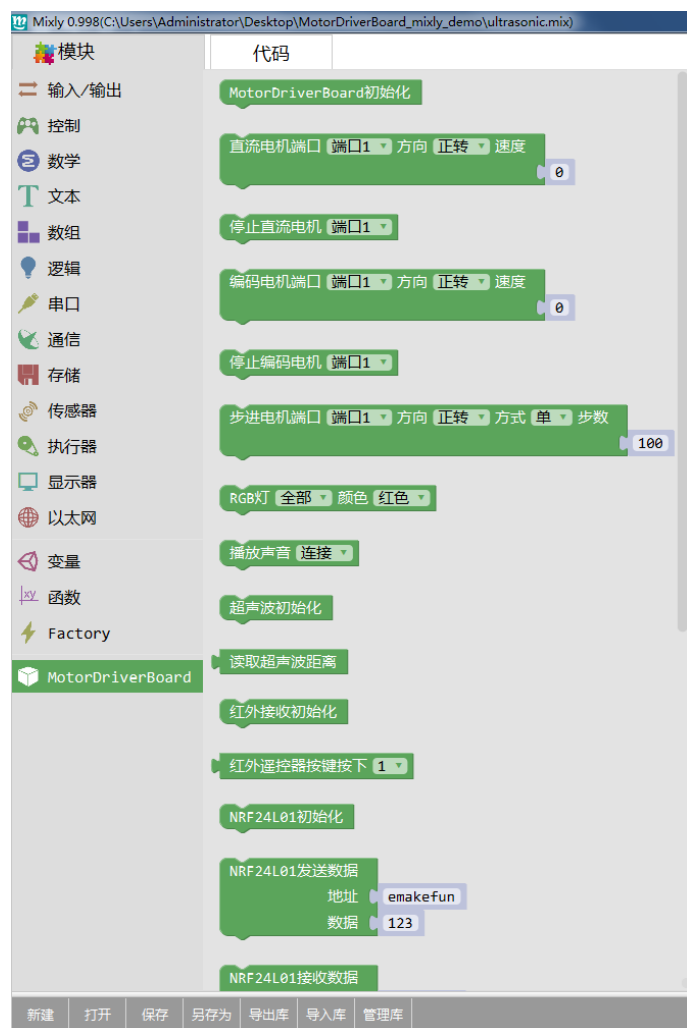 Mixly 0.998(C:\Users\Administrator\Desktop\MotorDriverBoard_mixly_demo\ultrasonic.mix)
模块
代码
输入/输出
控制
数学
文本
数组
逻辑
串口
通信
存储
传感器
执行器
显示器
以太网
变量
函数
Factory
MotorDriverBoard
MotorDriverBoard初始化
直流电机端口 端口1 方向 正转 速度
0
停止直流电机 端口1
编码电机端口 端口1 方向 正转 速度
0
停止编码电机 端口1
步进电机端口 端口1 方向 正转 方式 单 步数
100
RGB灯 全部 颜色 红色
播放声音 连接
超声波初始化
读取超声波距离
红外接收初始化
红外遥控器按键按下 1
NRF24L01初始化
NRF24L01发送数据
地址 emakefun
数据 123
NRF24L01接收数据
新建 打开 保存 另存为 导出库 导入库 管理库